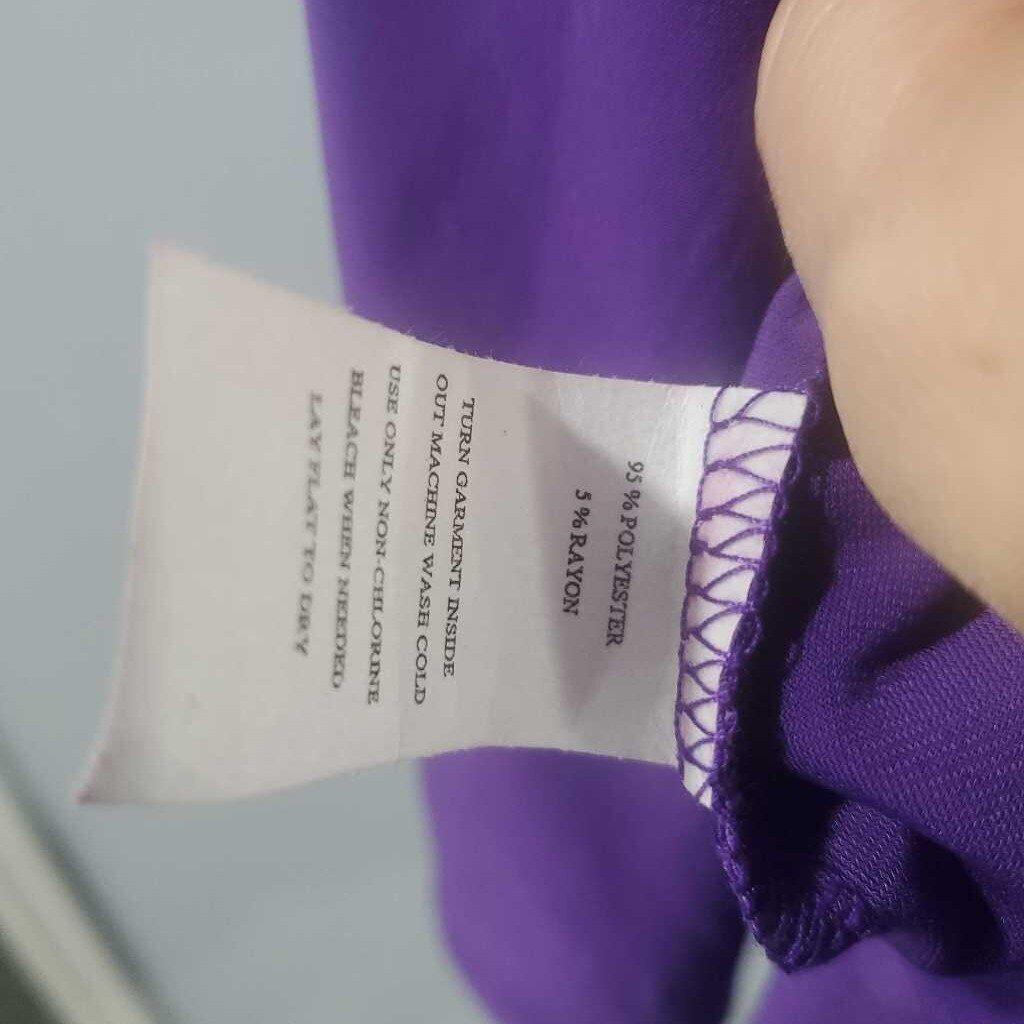 95 % POLYESTER
5 % RAYON
TURN GARMENT INSIDE
OUT MACHINE WASH COLD
USE ONLY NON-CHLORINE
BLEACH WHEN NEEDED
LAY FLAT TO DRY